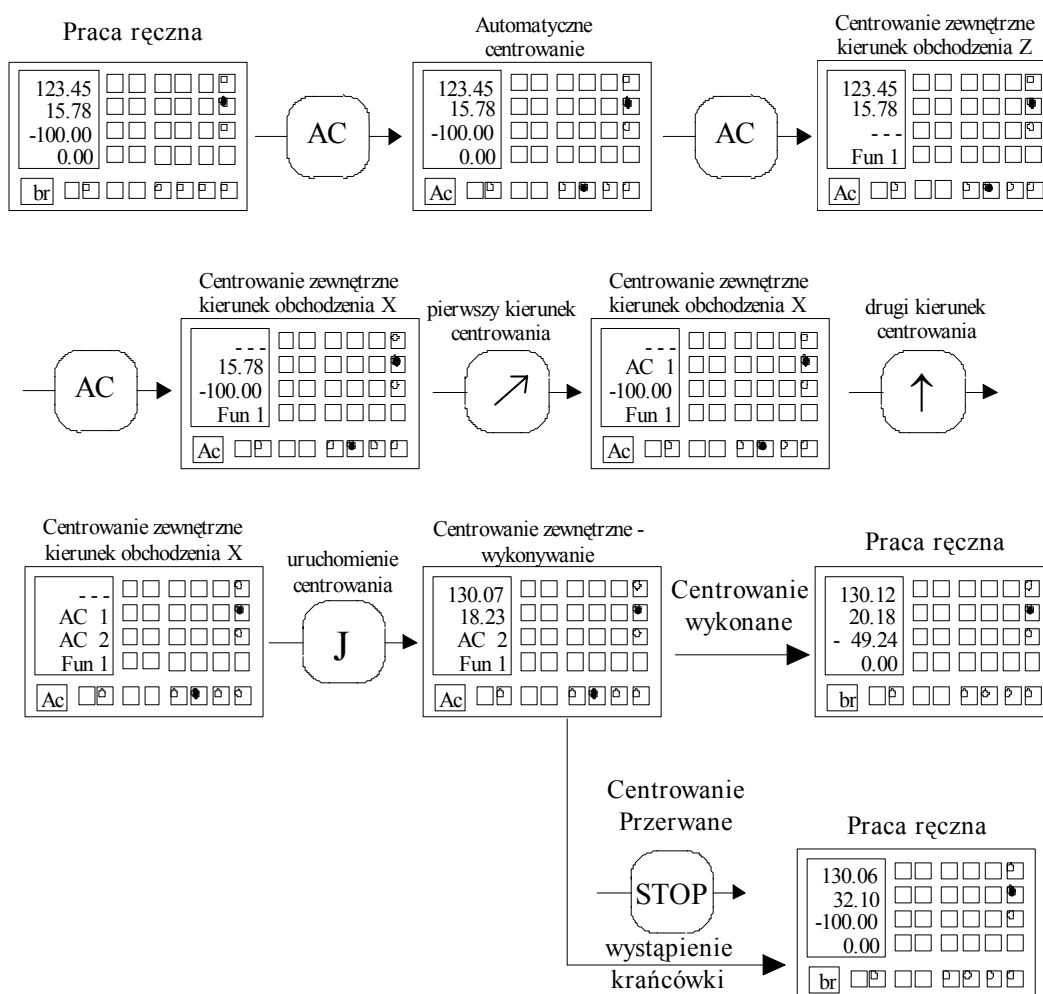 Praca ręczna
123.45
15.78
-100.00
0.00
br
AC
Automatyczne
centrowanie
123.45
15.78
-100.00
0.00
Ac
AC
Centrowanie zewnętrzne
kierunek obchodzenia Z
123.45
15.78
- - -
Fun 1
Ac
AC
Centrowanie zewnętrzne
kierunek obchodzenia X
- - -
15.78
-100.00
Fun 1
Ac
pierwszy kierunek
centrowania
Centrowanie zewnętrzne
kierunek obchodzenia X
- - -
AC 1
-100.00
Fun 1
Ac
drugi kierunek
centrowania
Centrowanie zewnętrzne
kierunek obchodzenia X
- - -
AC 1
AC 2
Fun 1
Ac
uruchomienie
centrowania
J
Centrowanie zewnętrzne -
wykonywanie
130.07
18.23
AC 2
Fun 1
Ac
Centrowanie
wykonane
Praca ręczna
130.12
20.18
- 49.24
0.00
br
Centrowanie
Przerwane
STOP
wystąpienie
krańcówki
Praca ręczna
130.06
32.10
-100.00
0.00
br